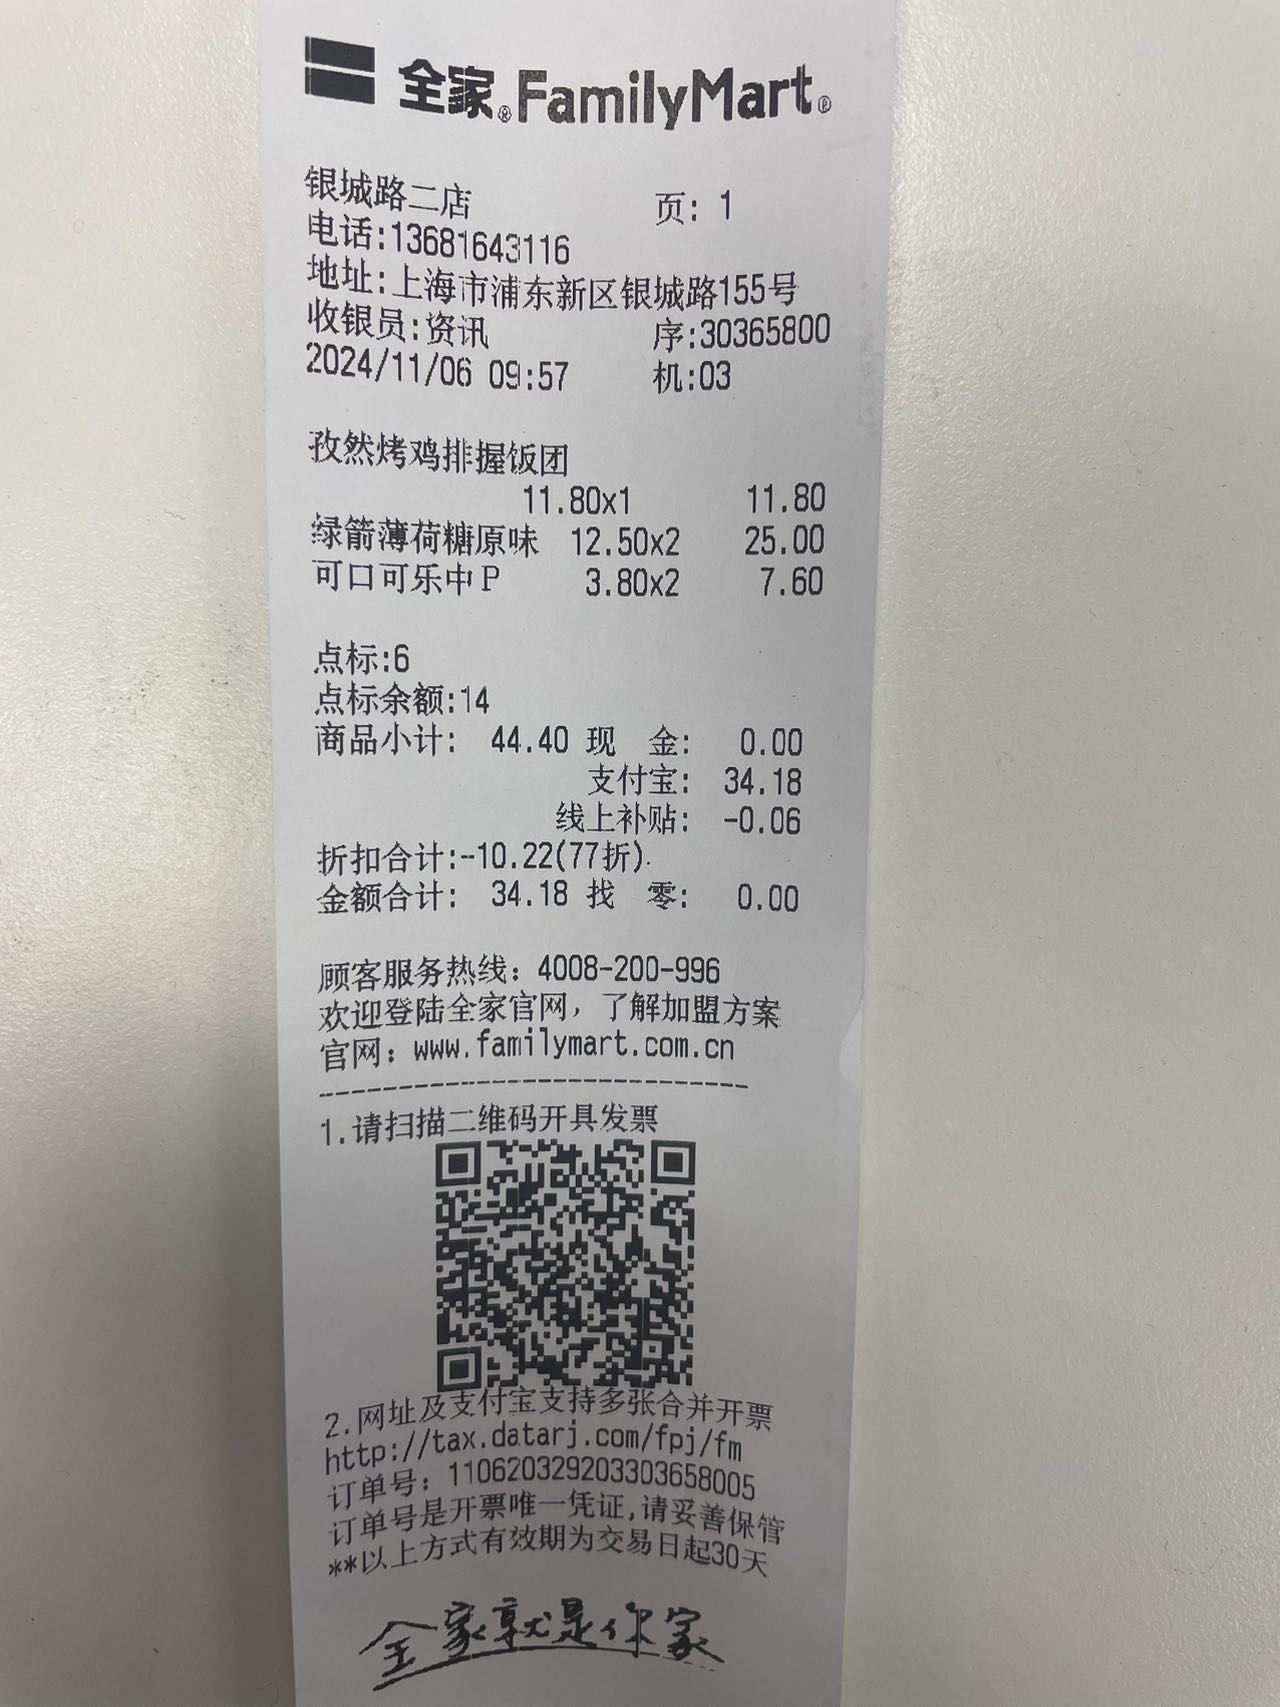 全家®FamilyMart®
银城路二店 页: 1
电话:13681643116
地址:上海市浦东新区银城路155号
收银员:资讯 序:30365800
2024/11/06 09:57 机:03
孜然烤鸡排握饭团
11.80x1 11.80
绿箭薄荷糖原味 12.50x2 25.00
可口可乐中P 3.80x2 7.60
点标:6
点标余额:14
商品小计: 44.40 现 金: 0.00
支付宝: 34.18
线上补贴: -0.06
折扣合计:-10.22(77折).
金额合计: 34.18 找 零: 0.00
顾客服务热线: 4008-200-996
欢迎登陆全家官网, 了解加盟方案
官网: www.familymart.com.cn
1.请扫描二维码开具发票
2.网址及支付宝支持多张合并开票
http://tax.datarj.com/fpj/fm
订单号: 110620329203303658005
订单号是开票唯一凭证,请妥善保管
**以上方式有效期为交易日起30天
全家就是你家